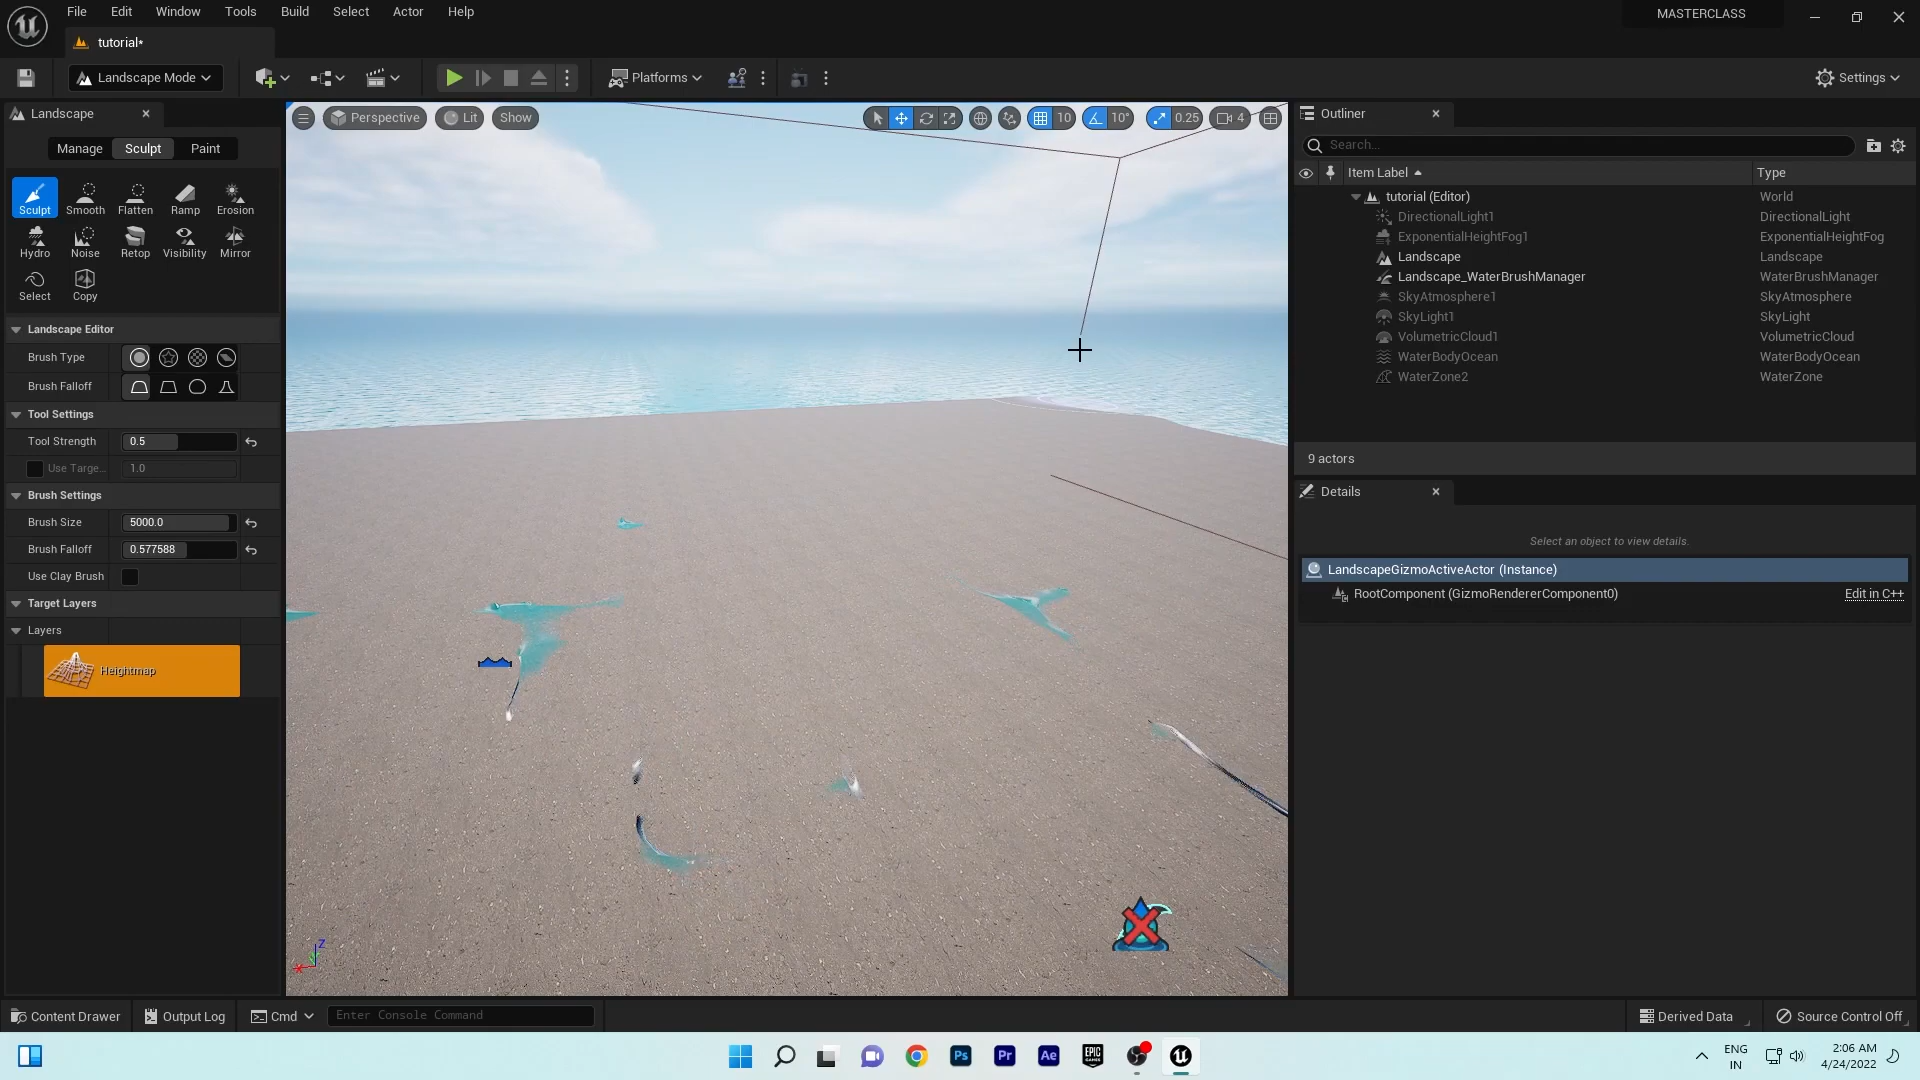 File Edit Window Tools Build Select Actor Help
MASTERCLASS
tutorial*
Landscape Mode
Platforms
Settings
Landscape
Manage Sculpt Paint
Sculpt Smooth Flatten Ramp Erosion
Hydro Noise Retop Visibility Mirror
Select Copy
Landscape Editor
Brush Type
Brush Falloff
Tool Settings
Tool Strength 0.5
Use Targe... 1.0
Brush Settings
Brush Size 5000.0
Brush Falloff 0.577588
Use Clay Brush
Target Layers
Layers
Heightmap
Perspective Lit Show
10 10° 0.25 4
Z
Outliner
Search...
Item Label Type
tutorial (Editor) World
DirectionalLight1 DirectionalLight
ExponentialHeightFog1 ExponentialHeightFog
Landscape Landscape
Landscape_WaterBrushManager WaterBrushManager
SkyAtmosphere1 SkyAtmosphere
SkyLight1 SkyLight
VolumetricCloud1 VolumetricCloud
WaterBodyOcean WaterBodyOcean
WaterZone2 WaterZone
9 actors
Details
Select an object to view details.
LandscapeGizmoActiveActor (Instance)
RootComponent (GizmoRendererComponent0) Edit in C++
Content Drawer Output Log Cmd Enter Console Command
Derived Data Source Control Off
Ps Pr Ae EPIC GAMES
ENG
IN
2:06 AM
4/24/2022